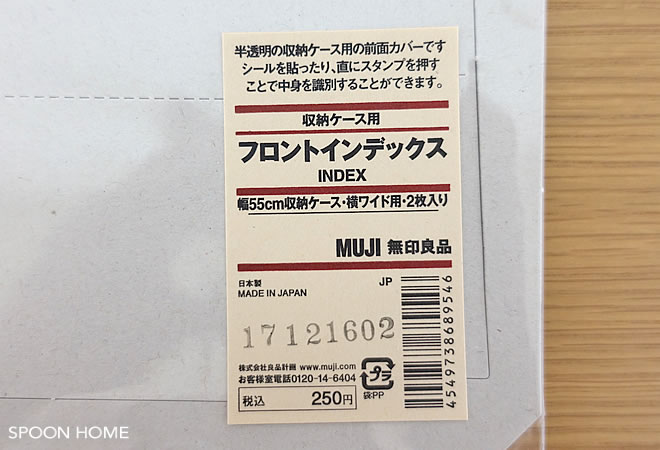 半透明の収納ケース用の前面カバーです
シールを貼ったり、直にスタンプを押す
ことで中身を識別することができます。
収納ケース用
フロントインデックス
INDEX
幅55cm収納ケース・横ワイド用・2枚入り
MUJI 無印良品
日本製
MADE IN JAPAN
JP
17121602
株式会社良品計画 www.muji.com
お客様室電話0120-14-6404
プラ
袋:PP
税込 250円
4549738689546
SPOON HOME